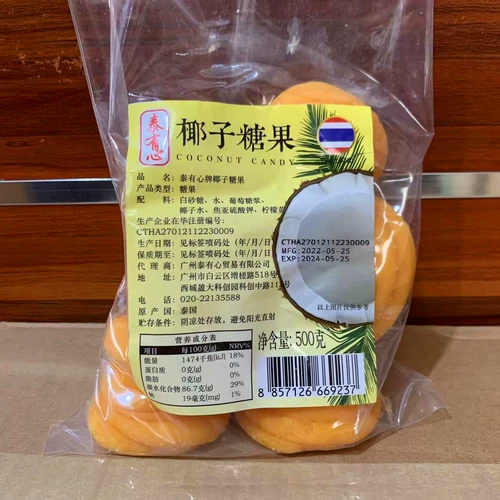 泰有心
椰子糖果
COCONUT CANDY
品名：泰有心牌椰子糖果
产品类型：糖果
配料：白砂糖、水、葡萄糖浆、
椰子水、焦亚硫酸钾、柠檬黄
生产企业在华注册编号：
CTHA27012112230009
生产日期：见标签喷码处（年/月/日）
保质期至：见标签喷码处（年/月/日）
代理商：广州泰有心贸易有限公司
地址：广州市白云区增槎路518号
西城盈大科创园科创中路112号
电话：020-22135588
原产国：泰国
贮存条件：阴凉处存放，避免阳光直射
CTHA27012112230009
MFG:2022-05-25
EXP:2024-05-25
以上图片仅供参考
净含量:500克
营养成分表
项目 每100克(g) NRV%
能量 1474千焦(kJ) 18%
蛋白质 0克(g) 0%
脂肪 0克(g) 0%
碳水化合物 86.7克(g) 29%
钠 19毫克(mg) 1%
8 857126 669237